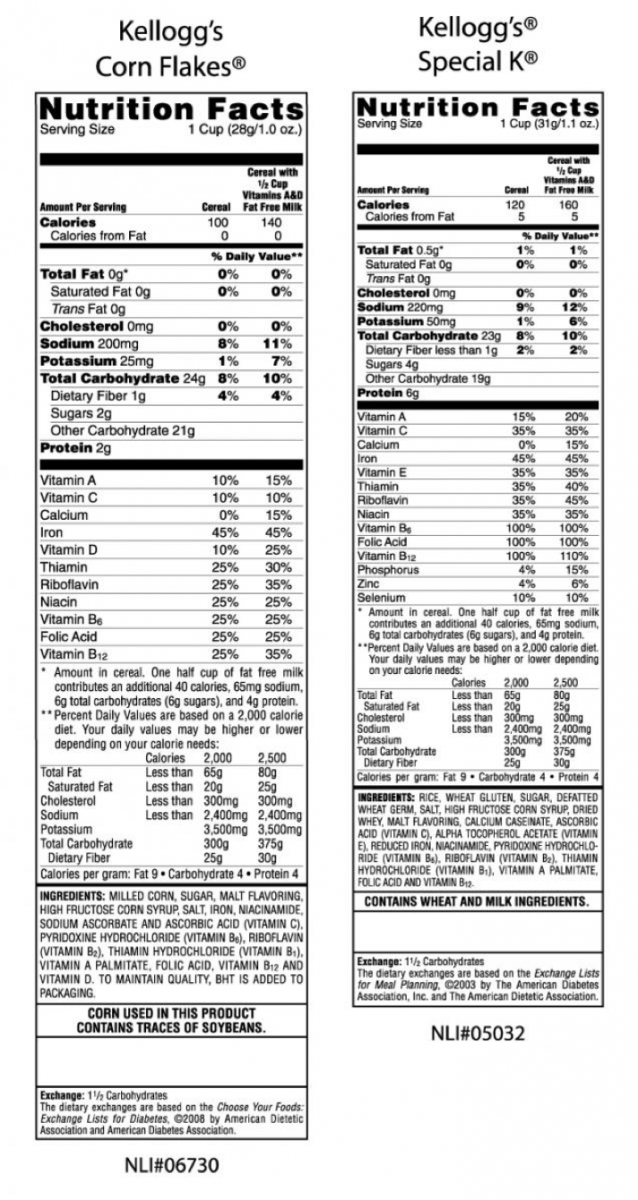 Kellogg's
Corn Flakes®
Nutrition Facts
Serving Size 1 Cup (28g/1.0 oz.)
Cereal with
1/2 Cup
Vitamins A&D
Amount Per Serving Cereal Fat Free Milk
Calories 100 140
Calories from Fat 0 0
% Daily Value**
Total Fat 0g* 0% 0%
Saturated Fat 0g 0% 0%
Trans Fat 0g
Cholesterol 0mg 0% 0%
Sodium 200mg 8% 11%
Potassium 25mg 1% 7%
Total Carbohydrate 24g 8% 10%
Dietary Fiber 1g 4% 4%
Sugars 2g
Other Carbohydrate 21g
Protein 2g
Vitamin A 10% 15%
Vitamin C 10% 10%
Calcium 0% 15%
Iron 45% 45%
Vitamin D 10% 25%
Thiamin 25% 30%
Riboflavin 25% 35%
Niacin 25% 25%
Vitamin B6 25% 25%
Folic Acid 25% 25%
Vitamin B12 25% 35%
* Amount in cereal. One half cup of fat free milk
contributes an additional 40 calories, 65mg sodium,
6g total carbohydrates (6g sugars), and 4g protein.
** Percent Daily Values are based on a 2,000 calorie
diet. Your daily values may be higher or lower
depending on your calorie needs:
Calories 2,000 2,500
Total Fat Less than 65g 80g
Saturated Fat Less than 20g 25g
Cholesterol Less than 300mg 300mg
Sodium Less than 2,400mg 2,400mg
Potassium 3,500mg 3,500mg
Total Carbohydrate 300g 375g
Dietary Fiber 25g 30g
Calories per gram: Fat 9 • Carbohydrate 4 • Protein 4
INGREDIENTS: MILLED CORN, SUGAR, MALT FLAVORING,
HIGH FRUCTOSE CORN SYRUP, SALT, IRON, NIACINAMIDE,
SODIUM ASCORBATE AND ASCORBIC ACID (VITAMIN C),
PYRIDOXINE HYDROCHLORIDE (VITAMIN B6), RIBOFLAVIN
(VITAMIN B2), THIAMIN HYDROCHLORIDE (VITAMIN B1),
VITAMIN A PALMITATE, FOLIC ACID, VITAMIN B12 AND
VITAMIN D. TO MAINTAIN QUALITY, BHT IS ADDED TO
PACKAGING.
CORN USED IN THIS PRODUCT
CONTAINS TRACES OF SOYBEANS.
Exchange: 1 1/2 Carbohydrates
The dietary exchanges are based on the Choose Your Foods:
Exchange Lists for Diabetes, ©2008 by American Dietetic
Association and American Diabetes Association.
NLI#06730
Kellogg's®
Special K®
Nutrition Facts
Serving Size 1 Cup (31g/1.1 oz.)
Cereal with
1/2 Cup
Vitamins A&D
Amount Per Serving Cereal Fat Free Milk
Calories 120 160
Calories from Fat 5 5
% Daily Value**
Total Fat 0.5g* 1% 1%
Saturated Fat 0g 0% 0%
Trans Fat 0g
Cholesterol 0mg 0% 0%
Sodium 220mg 9% 12%
Potassium 50mg 1% 6%
Total Carbohydrate 23g 8% 10%
Dietary Fiber less than 1g 2% 2%
Sugars 4g
Other Carbohydrate 19g
Protein 6g
Vitamin A 15% 20%
Vitamin C 35% 35%
Calcium 0% 15%
Iron 45% 45%
Vitamin E 35% 35%
Thiamin 35% 40%
Riboflavin 35% 45%
Niacin 35% 35%
Vitamin B6 100% 100%
Folic Acid 100% 100%
Vitamin B12 100% 110%
Phosphorus 4% 15%
Zinc 4% 6%
Selenium 10% 10%
* Amount in cereal. One half cup of fat free milk
contributes an additional 40 calories, 65mg sodium,
6g total carbohydrates (6g sugars), and 4g protein.
**Percent Daily Values are based on a 2,000 calorie diet.
Your daily values may be higher or lower depending
on your calorie needs:
Calories 2,000 2,500
Total Fat Less than 65g 80g
Saturated Fat Less than 20g 25g
Cholesterol Less than 300mg 300mg
Sodium Less than 2,400mg 2,400mg
Potassium 3,500mg 3,500mg
Total Carbohydrate 300g 375g
Dietary Fiber 25g 30g
Calories per gram: Fat 9 • Carbohydrate 4 • Protein 4
INGREDIENTS: RICE, WHEAT GLUTEN, SUGAR, DEFATTED
WHEAT GERM, SALT, HIGH FRUCTOSE CORN SYRUP, DRIED
WHEY, MALT FLAVORING, CALCIUM CASEINATE, ASCORBIC
ACID (VITAMIN C), ALPHA TOCOPHEROL ACETATE (VITAMIN
E), REDUCED IRON, NIACINAMIDE, PYRIDOXINE HYDROCHLO-
RIDE (VITAMIN B6), RIBOFLAVIN (VITAMIN B2), THIAMIN
HYDROCHLORIDE (VITAMIN B1), VITAMIN A PALMITATE,
FOLIC ACID AND VITAMIN B12.
CONTAINS WHEAT AND MILK INGREDIENTS.
Exchange: 1 1/2 Carbohydrates
The dietary exchanges are based on the Exchange Lists
for Meal Planning, ©2003 by The American Diabetes
Association, Inc. and The American Dietetic Association.
NLI#05032